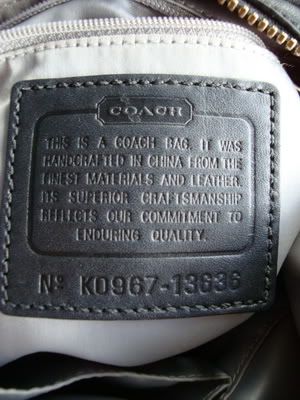 COACH
THIS IS A COACH BAG. IT WAS
HANDCRAFTED IN CHINA FROM THE
FINEST MATERIALS AND LEATHER.
ITS SUPERIOR CRAFTSMANSHIP
REFLECTS OUR COMMITMENT TO
ENDURING QUALITY.
Nº K0967-13636